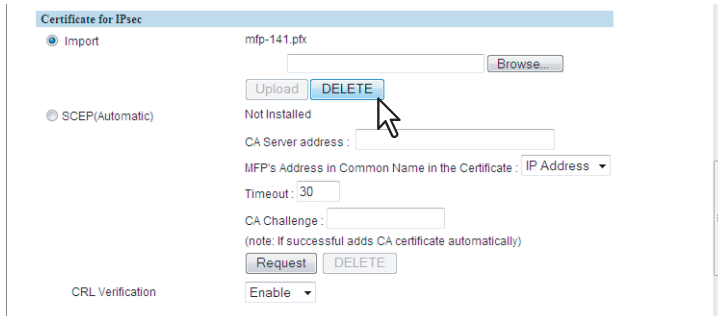 Certificate for IPsec
Import mfp-141.pfx
Browse...
Upload DELETE
SCEP(Automatic) Not Installed
CA Server address :
MFP's Address in Common Name in the Certificate : IP Address
Timeout : 30
CA Challenge :
(note: If successful adds CA certificate automatically)
Request DELETE
CRL Verification Enable